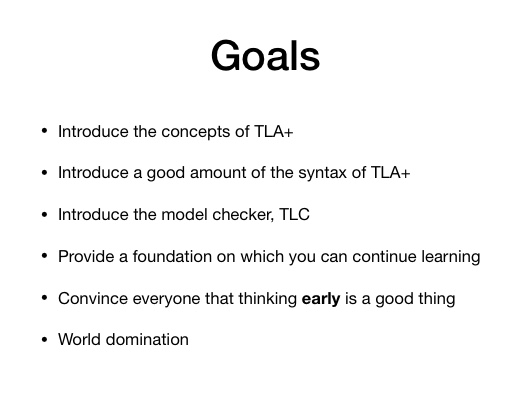 Goals
• Introduce the concepts of TLA+
• Introduce a good amount of the syntax of TLA+
• Introduce the model checker, TLC
• Provide a foundation on which you can continue learning
• Convince everyone that thinking early is a good thing
• World domination